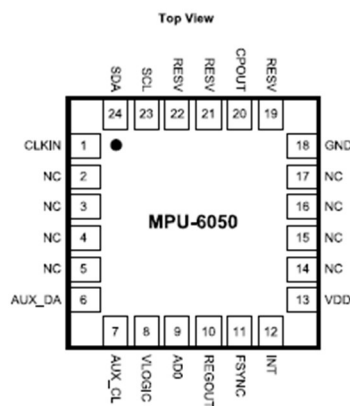 Top View
SDA SCL RESV RESV CPOUT RESV
24 23 22 21 20 19
CLKIN 1 18 GND
NC 2 17 NC
NC 3 16 NC
MPU-6050
NC 4 15 NC
NC 5 14 NC
AUX_DA 6 13 VDD
7 8 9 10 11 12
AUX_CL VLOGIC AD0 REGOUT FSYNC INT